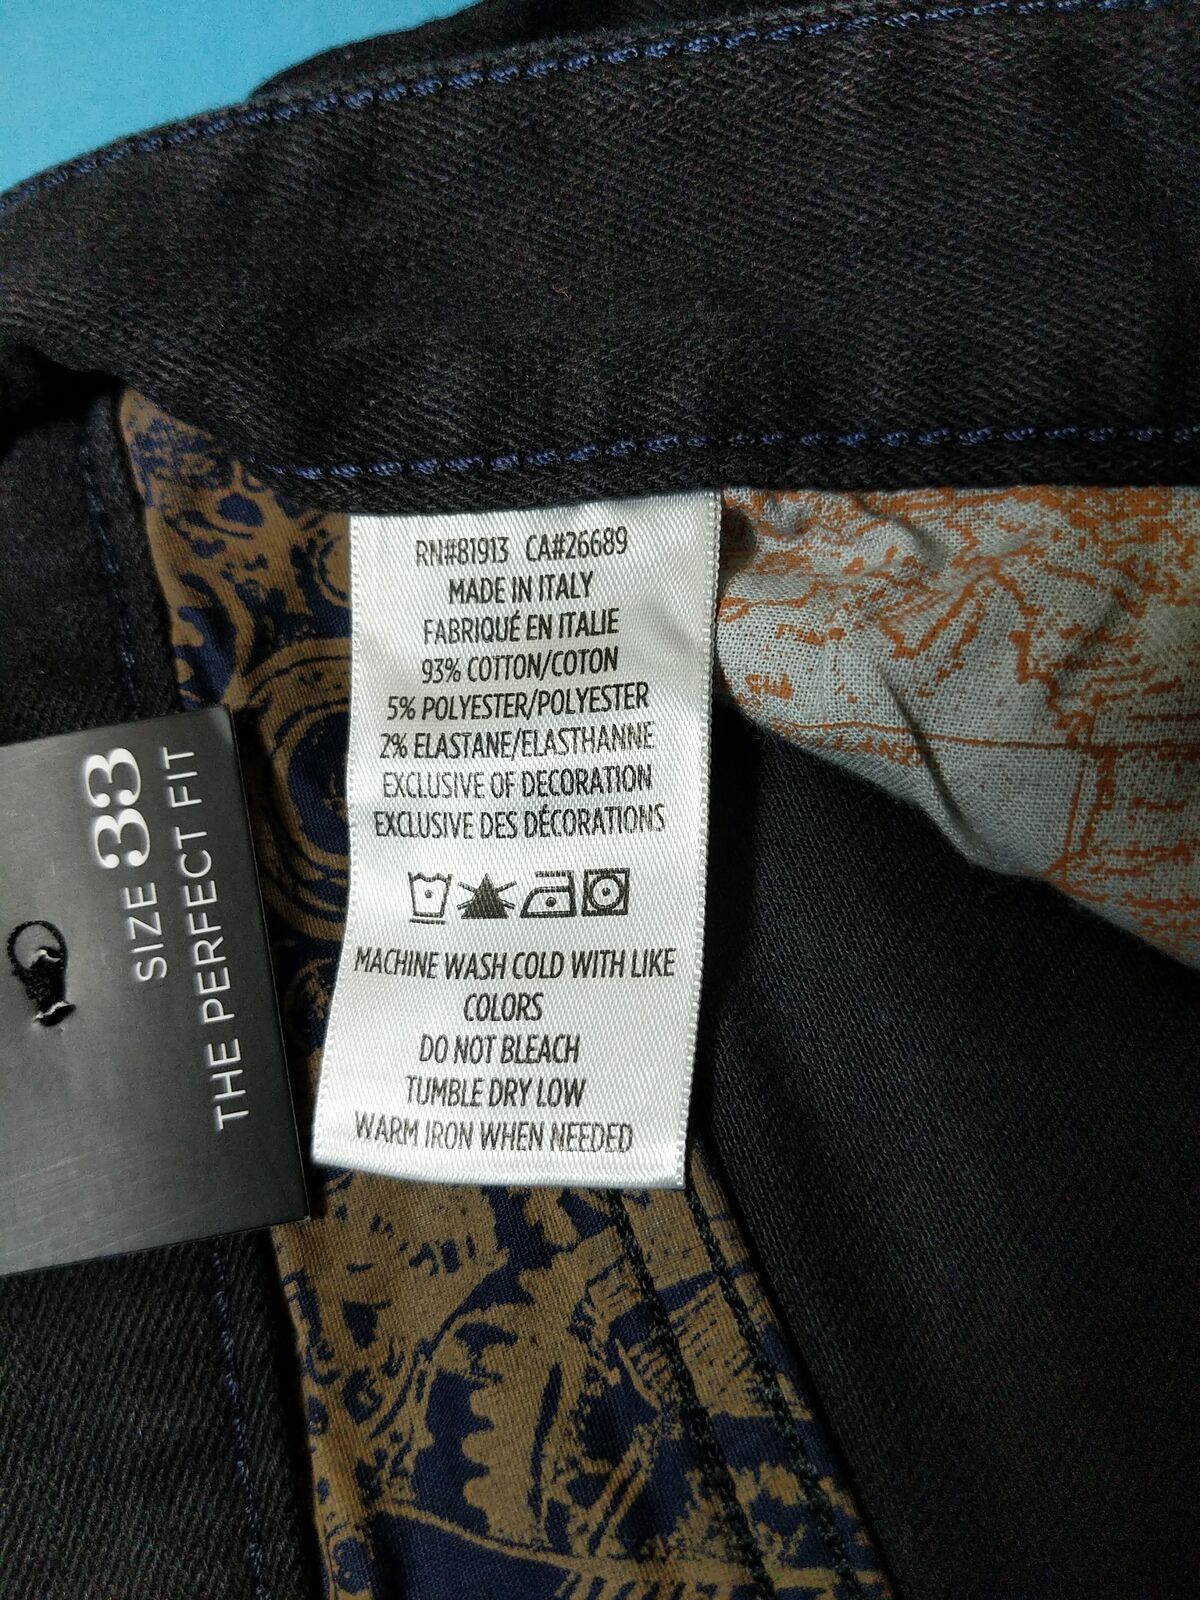 RN#81913 CA#26689
MADE IN ITALY
FABRIQUÉ EN ITALIE
93% COTTON/COTON
5% POLYESTER/POLYESTER
2% ELASTANE/ELASTHANNE
EXCLUSIVE OF DECORATION
EXCLUSIVE DES DÉCORATIONS
MACHINE WASH COLD WITH LIKE
COLORS
DO NOT BLEACH
TUMBLE DRY LOW
WARM IRON WHEN NEEDED
SIZE 33
THE PERFECT FIT